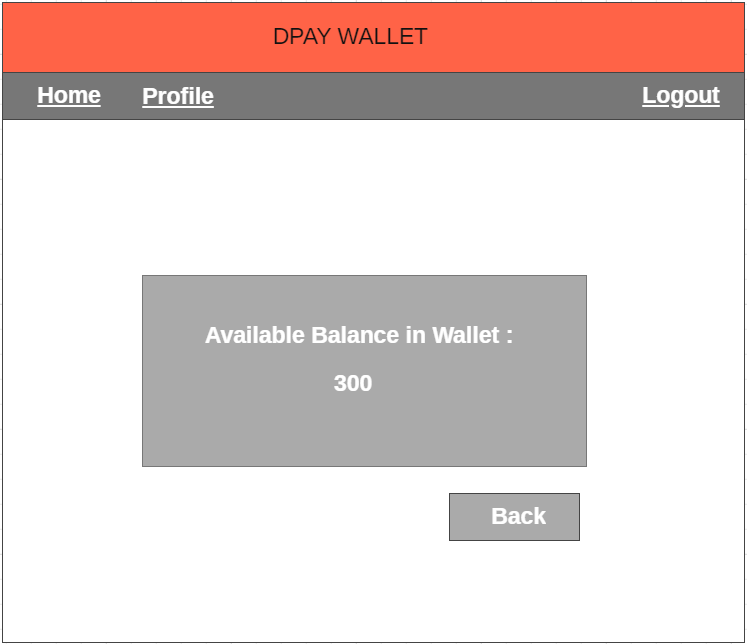 DPAY WALLET
Home Profile Logout
Available Balance in Wallet :
300
Back